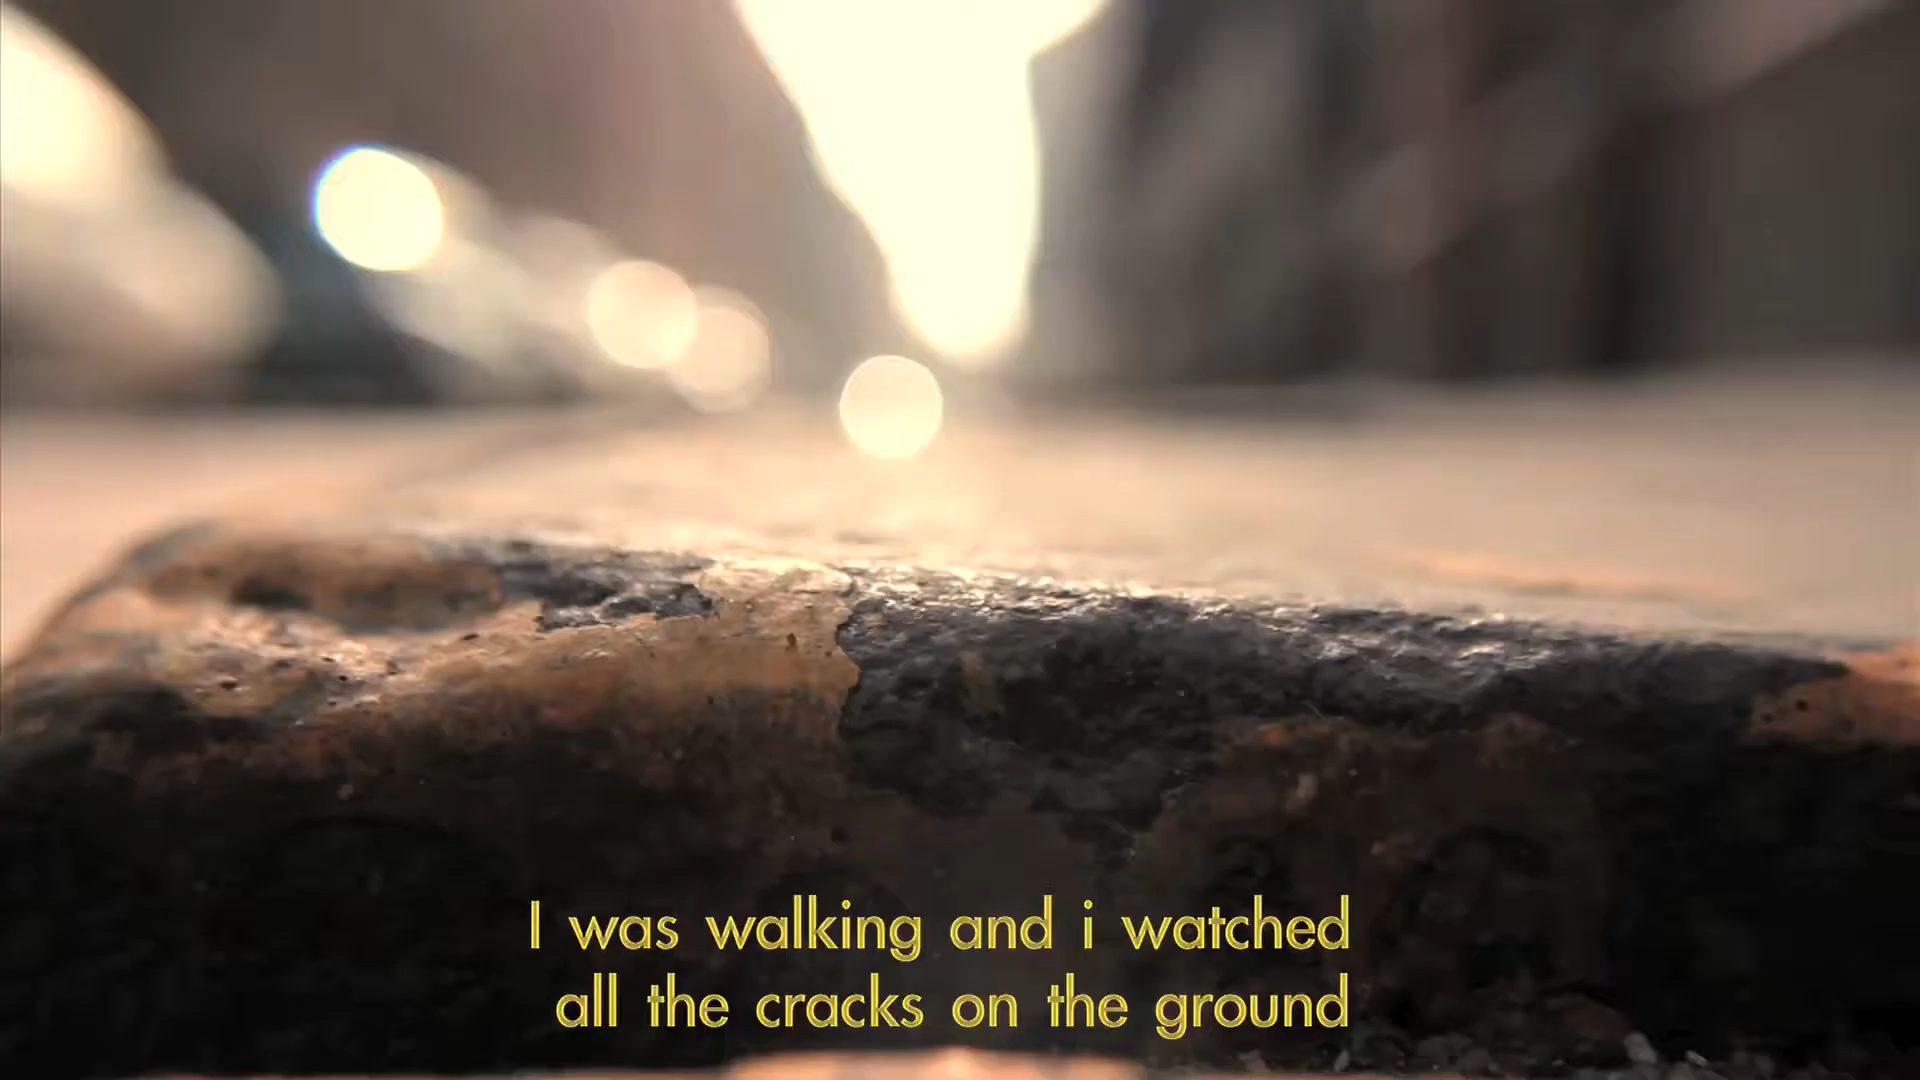 I was walking and i watched
all the cracks on the ground